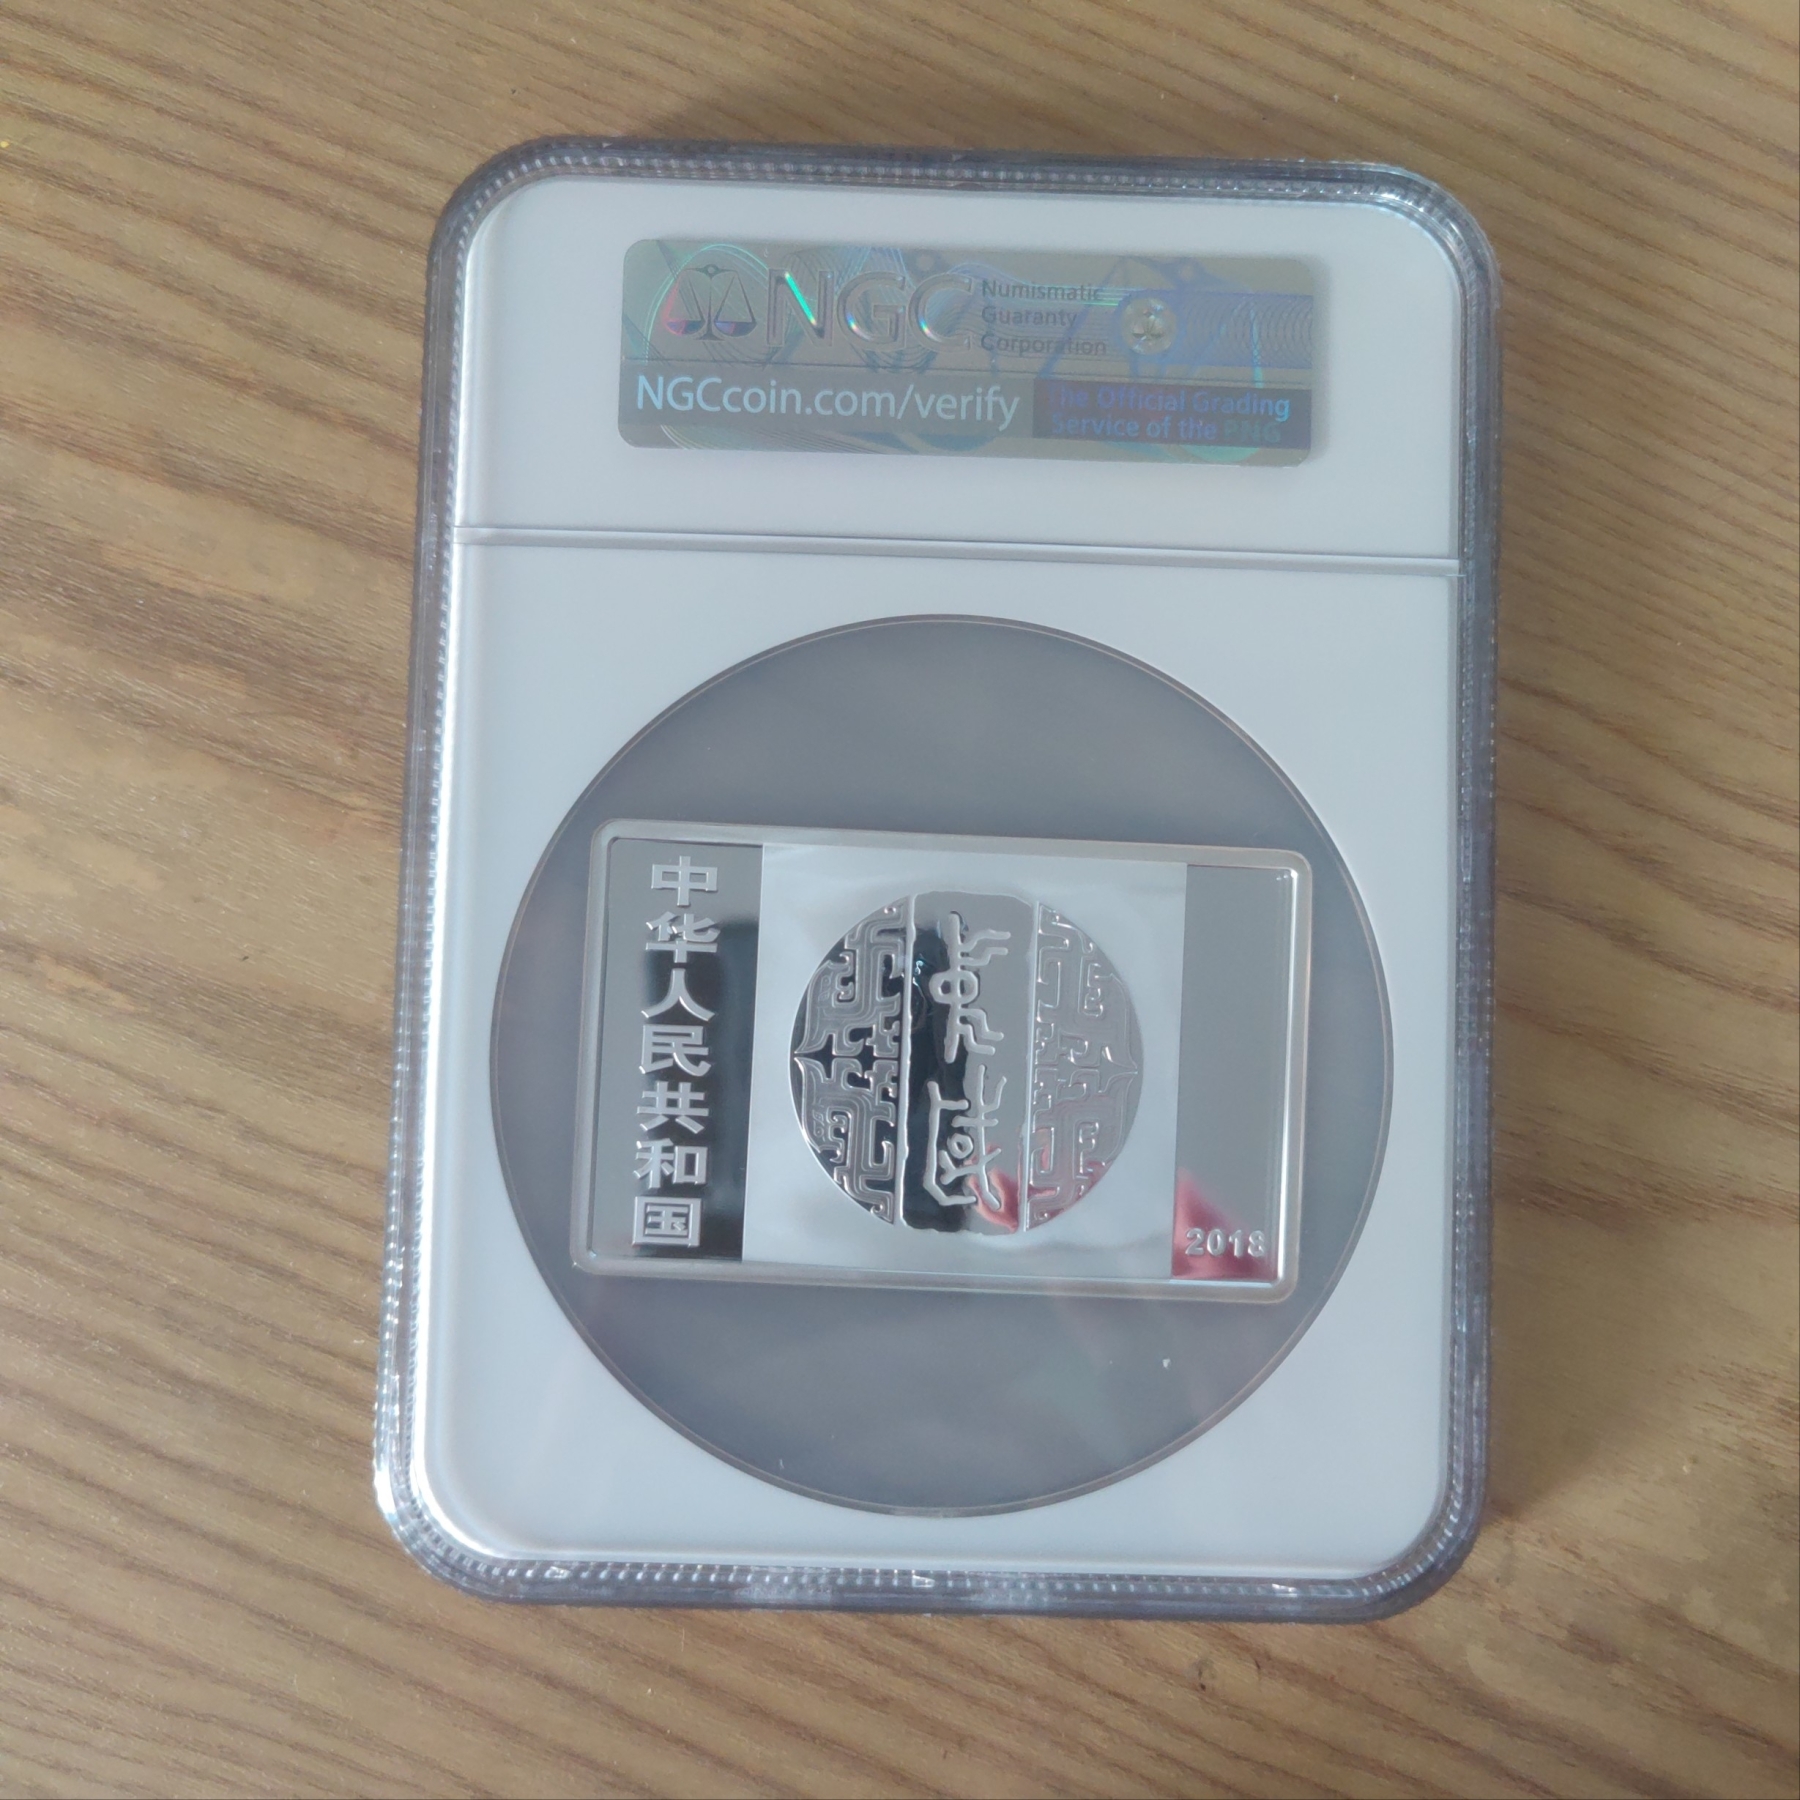 NGC
Numismatic
Guaranty
Corporation
NGCcoin.com/verify
The Official Grading
Service of the PNG
中华人民共和国
2018